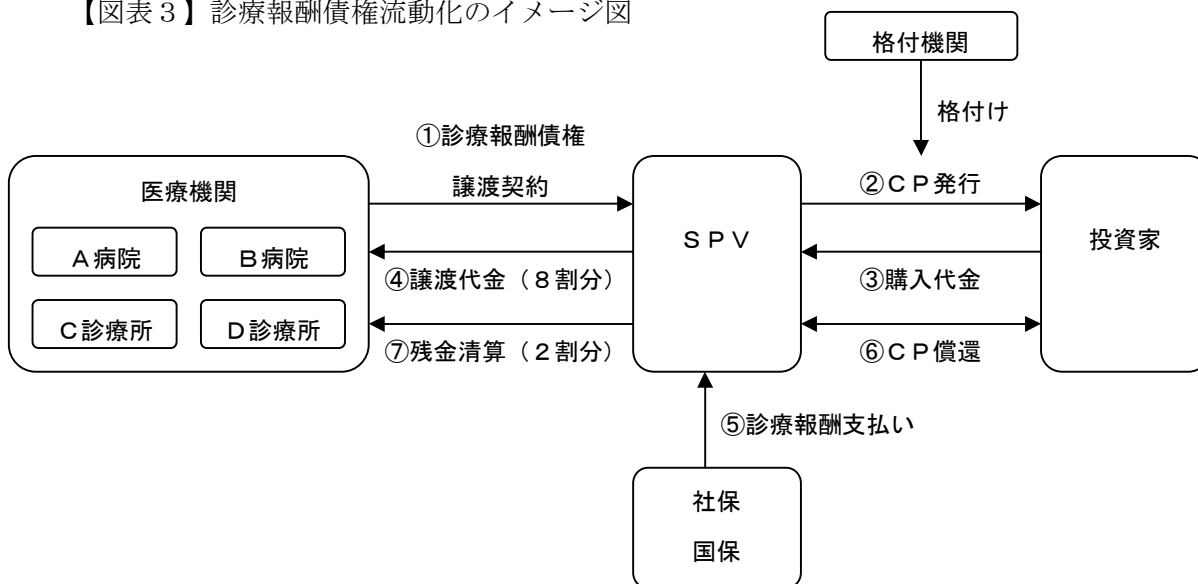 【図表３】診療報酬債権流動化のイメージ図
格付機関
格付け
①診療報酬債権
譲渡契約
医療機関
A病院
B病院
C診療所
D診療所
④譲渡代金（８割分）
⑦残金清算（２割分）
ＳＰＶ
②ＣＰ発行
③購入代金
⑥ＣＰ償還
投資家
⑤診療報酬支払い
社保
国保